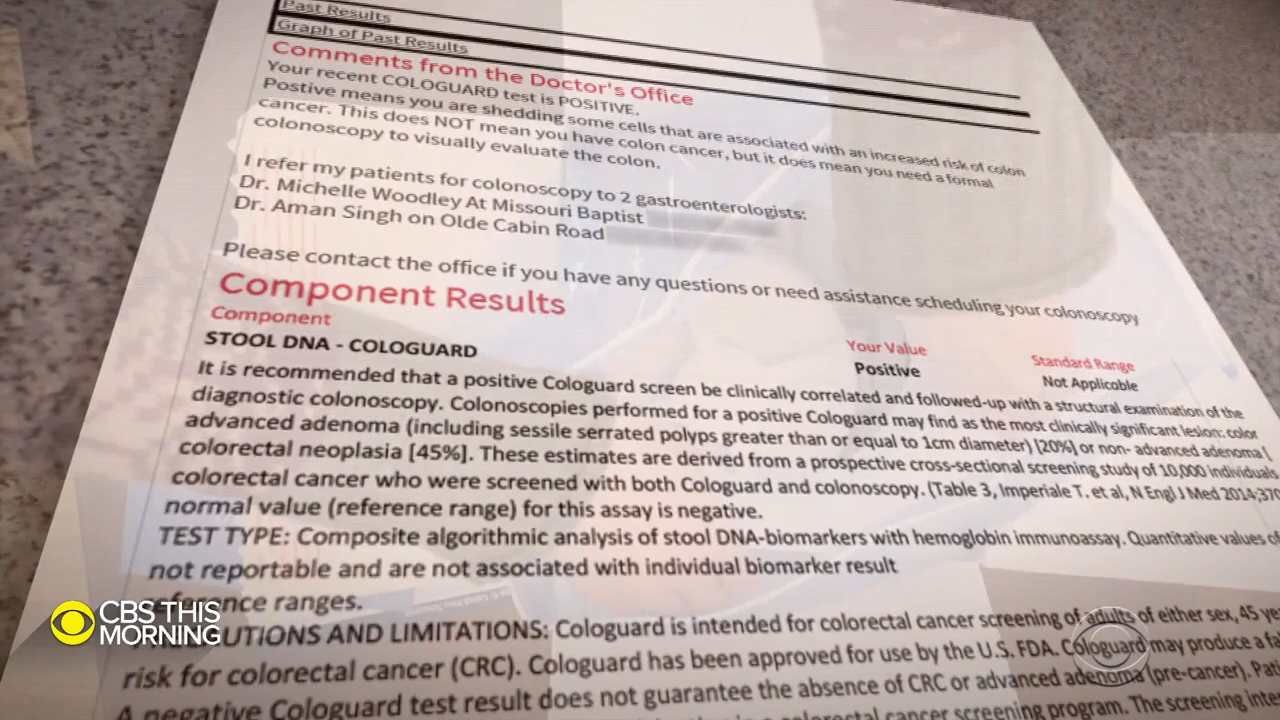 Past Results
Graph of Past Results
Comments from the Doctor's Office
Your recent COLOGUARD test is POSITIVE.
Postive means you are shedding some cells that are associated with an increased risk of colon
cancer. This does NOT mean you have colon cancer, but it does mean you need a formal
colonoscopy to visually evaluate the colon.
I refer my patients for colonoscopy to 2 gastroenterologists:
Dr. Michelle Woodley At Missouri Baptist
Dr. Aman Singh on Olde Cabin Road
Please contact the office if you have any questions or need assistance scheduling your colonoscopy
Component Results
Component Your Value Standard Range
STOOL DNA - COLOGUARD Positive Not Applicable
It is recommended that a positive Cologuard screen be clinically correlated and followed-up with a structural examination of the
diagnostic colonoscopy. Colonoscopies performed for a positive Cologuard may find as the most clinically significant lesion: color
advanced adenoma (including sessile serrated polyps greater than or equal to 1cm diameter) [20%] or non- advanced adenoma (
colorectal neoplasia [45%]. These estimates are derived from a prospective cross-sectional screening study of 10,000 individuals
colorectal cancer who were screened with both Cologuard and colonoscopy. (Table 3, Imperiale T. et al, N Engl J Med 2014;370
normal value (reference range) for this assay is negative.
TEST TYPE: Composite algorithmic analysis of stool DNA-biomarkers with hemoglobin immunoassay. Quantitative values of
not reportable and are not associated with individual biomarker result
ranges.
AND LIMITATIONS: Cologuard is intended for colorectal cancer screening of adults of either sex, 45 ye
risk for colorectal cancer (CRC). Cologuard has been approved for use by the U.S. FDA. Cologuard may produce a fa
A negative Cologuard test result does not guarantee the absence of CRC or advanced adenoma (pre-cancer). Pati
colorectal cancer screening program. The screening inte
CBS THIS
MORNING